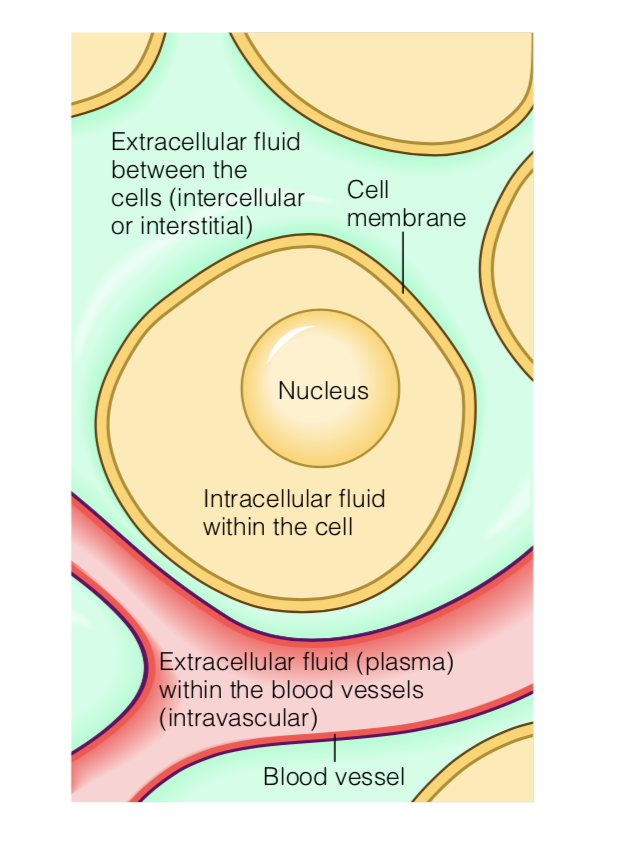 Extracellular fluid
between the
cells (intercellular
or interstitial)
Cell
membrane
Nucleus
Intracellular fluid
within the cell
Extracellular fluid (plasma)
within the blood vessels
(intravascular)
Blood vessel